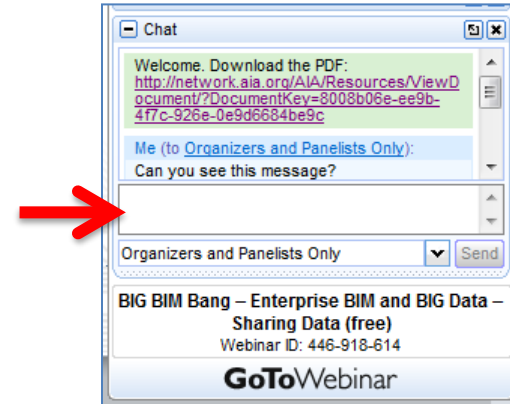 Chat
Welcome. Download the PDF:
http://network.aia.org/AIA/Resources/ViewD
ocument/?DocumentKey=8008b06e-ee9b-
4f7c-926e-0e9d6684be9c
Me (to Organizers and Panelists Only):
Can you see this message?
Organizers and Panelists Only
Send
BIG BIM Bang – Enterprise BIM and BIG Data –
Sharing Data (free)
Webinar ID: 446-918-614
GoToWebinar